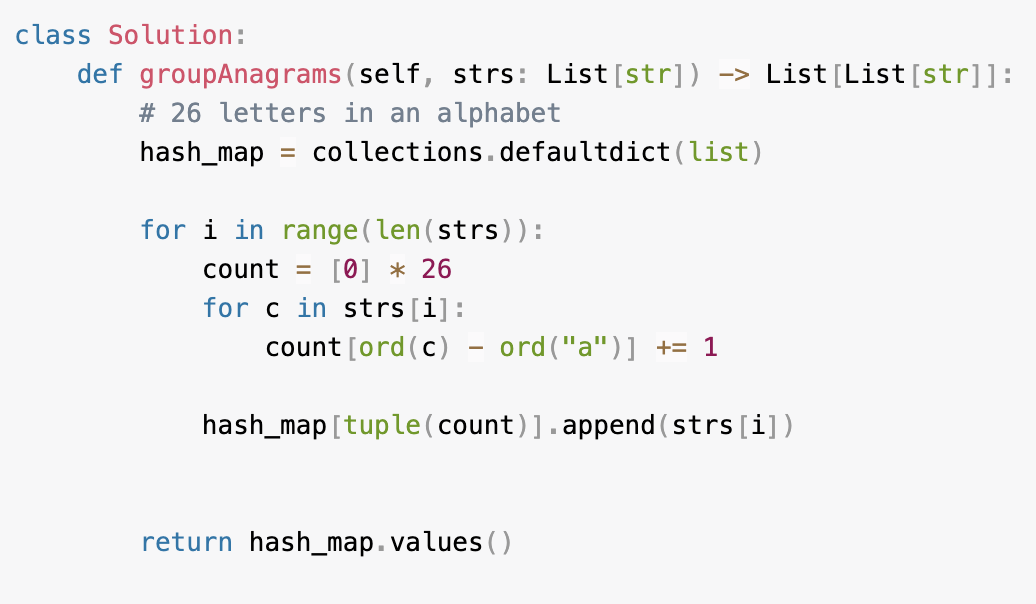 class Solution:
    def groupAnagrams(self, strs: List[str]) -> List[List[str]]:
        # 26 letters in an alphabet
        hash_map = collections.defaultdict(list)
        for i in range(len(strs)):
            count = [0] * 26
            for c in strs[i]:
                count[ord(c) - ord("a")] += 1
            hash_map[tuple(count)].append(strs[i])
        return hash_map.values()